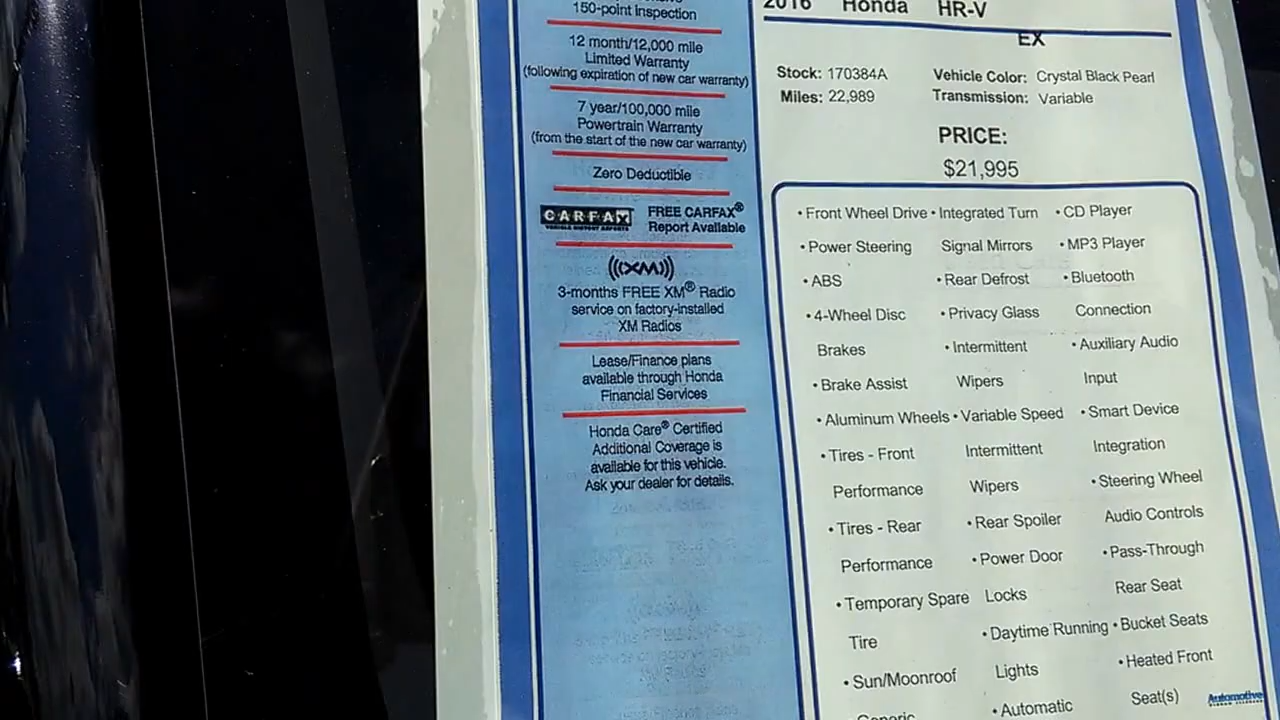 150-point Inspection
12 month/12,000 mile
Limited Warranty
(following expiration of new car warranty)
7 year/100,000 mile
Powertrain Warranty
(from the start of the new car warranty)
Zero Deductible
CARFAX
VEHICLE HISTORY REPORTS
FREE CARFAX®
Report Available
((XM))
3-months FREE XM® Radio
service on factory-installed
XM Radios
Lease/Finance plans
available through Honda
Financial Services
Honda Care® Certified
Additional Coverage is
available for this vehicle.
Ask your dealer for details.
2016 Honda HR-V
EX
Stock: 170384A
Miles: 22,989
Vehicle Color: Crystal Black Pearl
Transmission: Variable
PRICE:
$21,995
• Front Wheel Drive
• Power Steering
• ABS
• 4-Wheel Disc
Brakes
• Brake Assist
• Aluminum Wheels
• Tires - Front
Performance
• Tires - Rear
Performance
• Temporary Spare
Tire
• Sun/Moonroof
Generic
• Integrated Turn
Signal Mirrors
• Rear Defrost
• Privacy Glass
• Intermittent
Wipers
• Variable Speed
Intermittent
Wipers
• Rear Spoiler
• Power Door
Locks
• Daytime Running
Lights
• Automatic
• CD Player
• MP3 Player
• Bluetooth
Connection
• Auxiliary Audio
Input
• Smart Device
Integration
• Steering Wheel
Audio Controls
• Pass-Through
Rear Seat
• Bucket Seats
• Heated Front
Seat(s)
Automotive